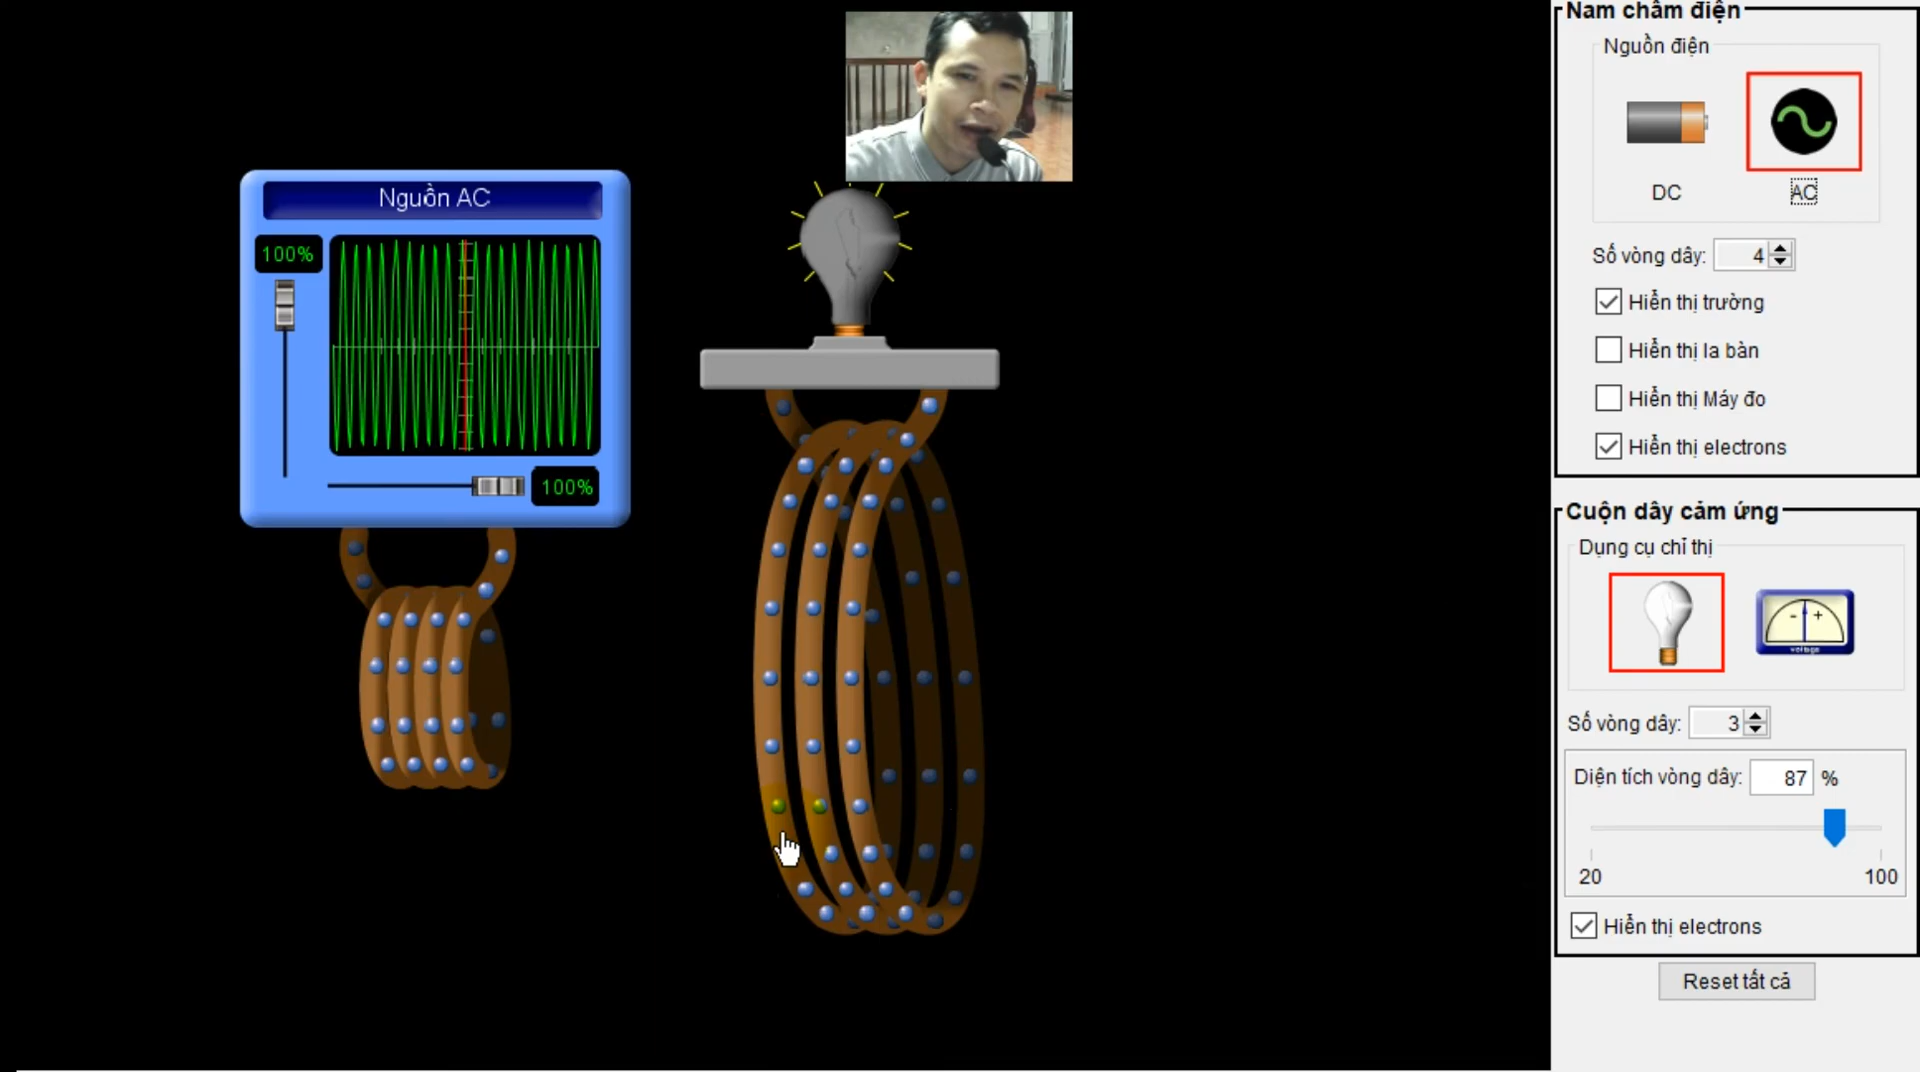 Nguồn AC
100%
100%
Nam châm điện
Nguồn điện
DC
AC
Số vòng dây: 4
Hiển thị trường
Hiển thị la bàn
Hiển thị Máy đo
Hiển thị electrons
Cuộn dây cảm ứng
Dụng cụ chỉ thị
- +
voltage
Số vòng dây: 3
Diện tích vòng dây: 87 %
20 100
Hiển thị electrons
Reset tất cả